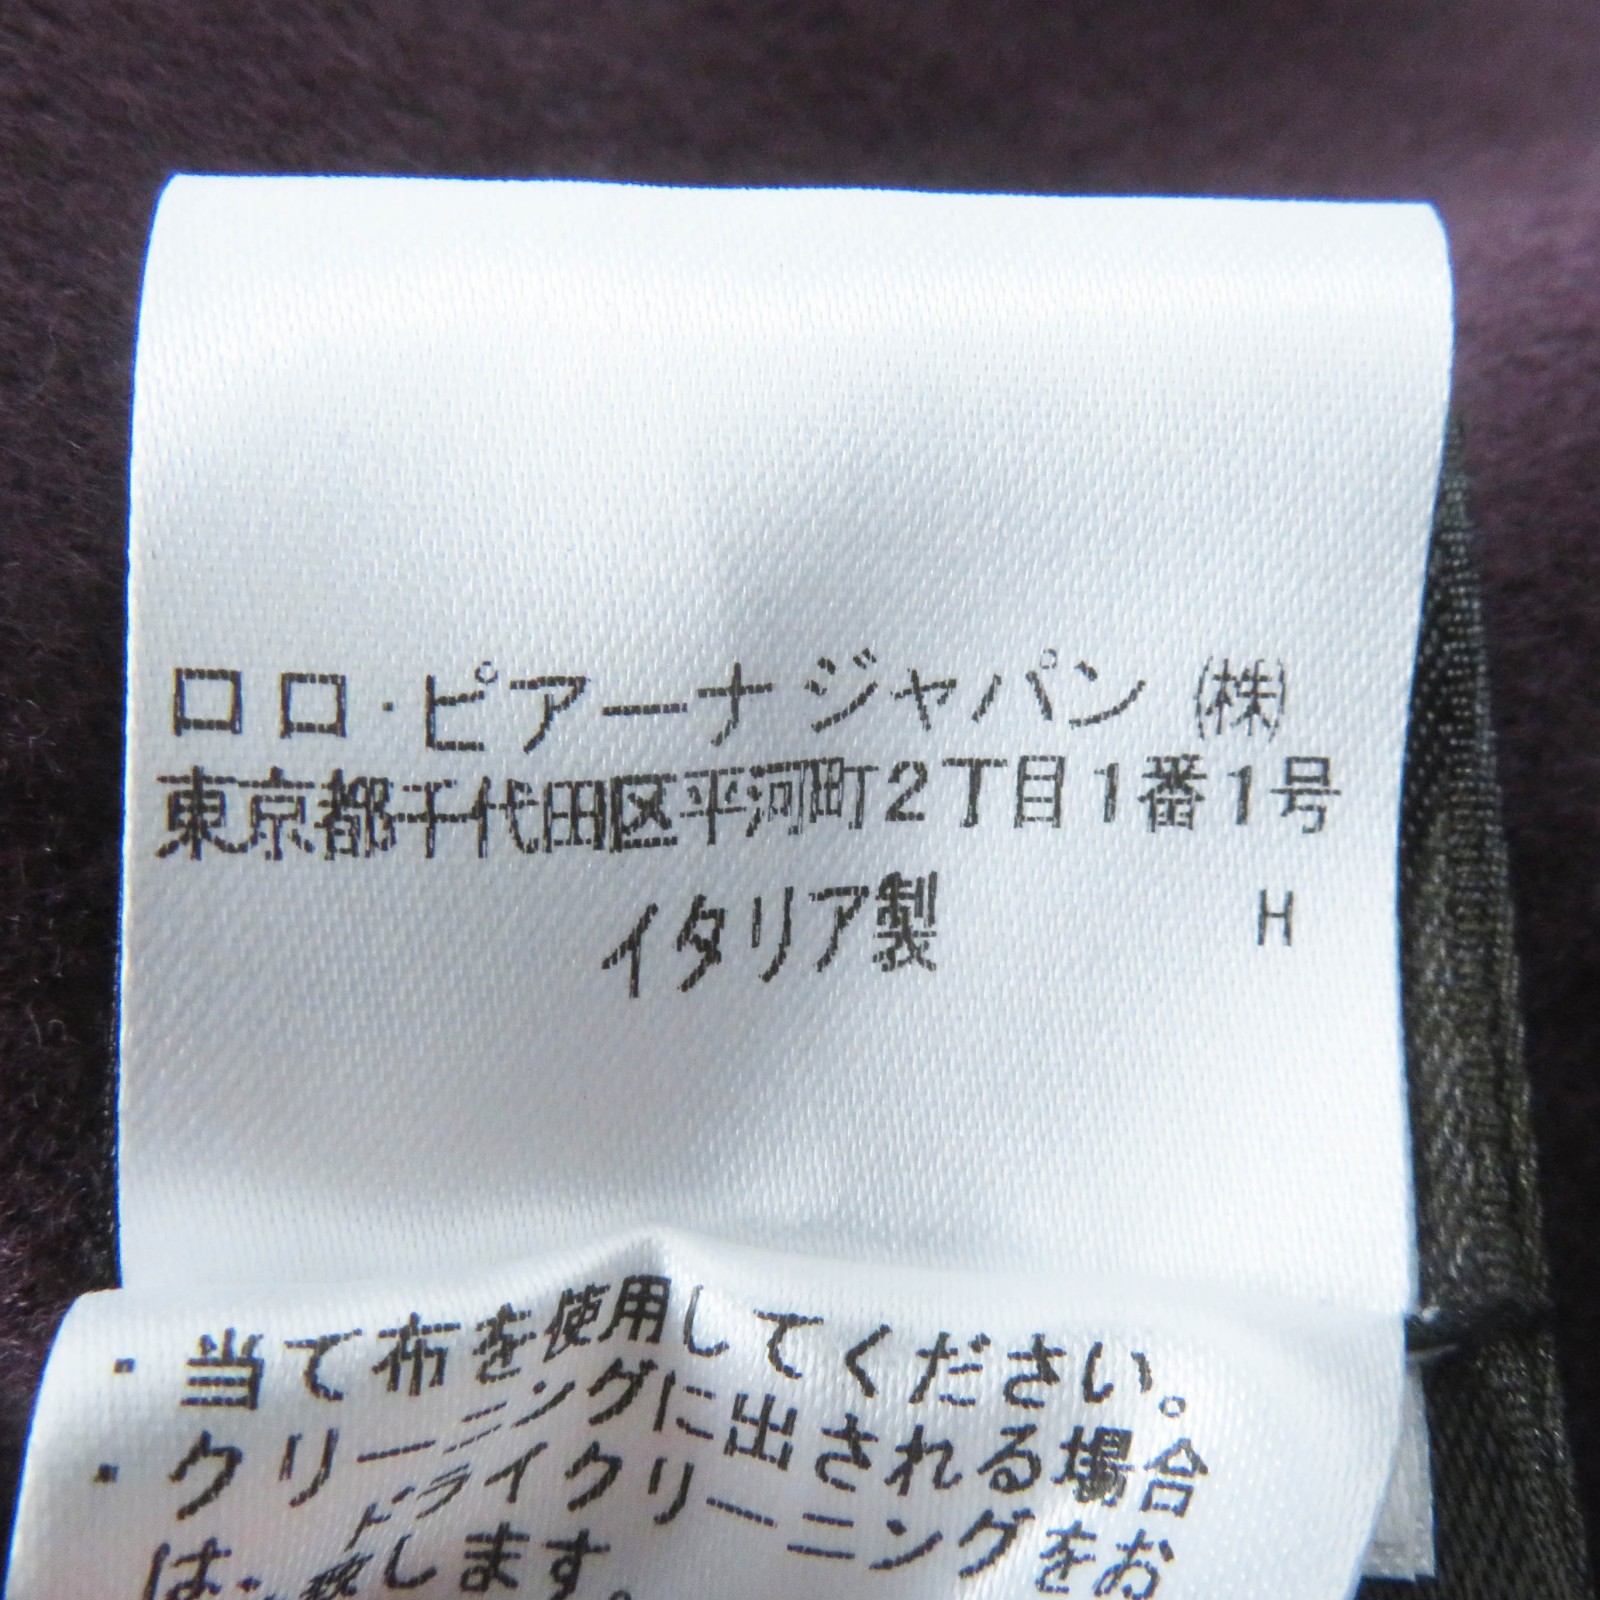 ロロ・ピアーナジャパン ㈱
東京都千代田区平河町2丁目1番1号
イタリア製 H
・当て布を使用してください。
・クリーニングに出される場合
は、ドライクリーニングをお
致します。